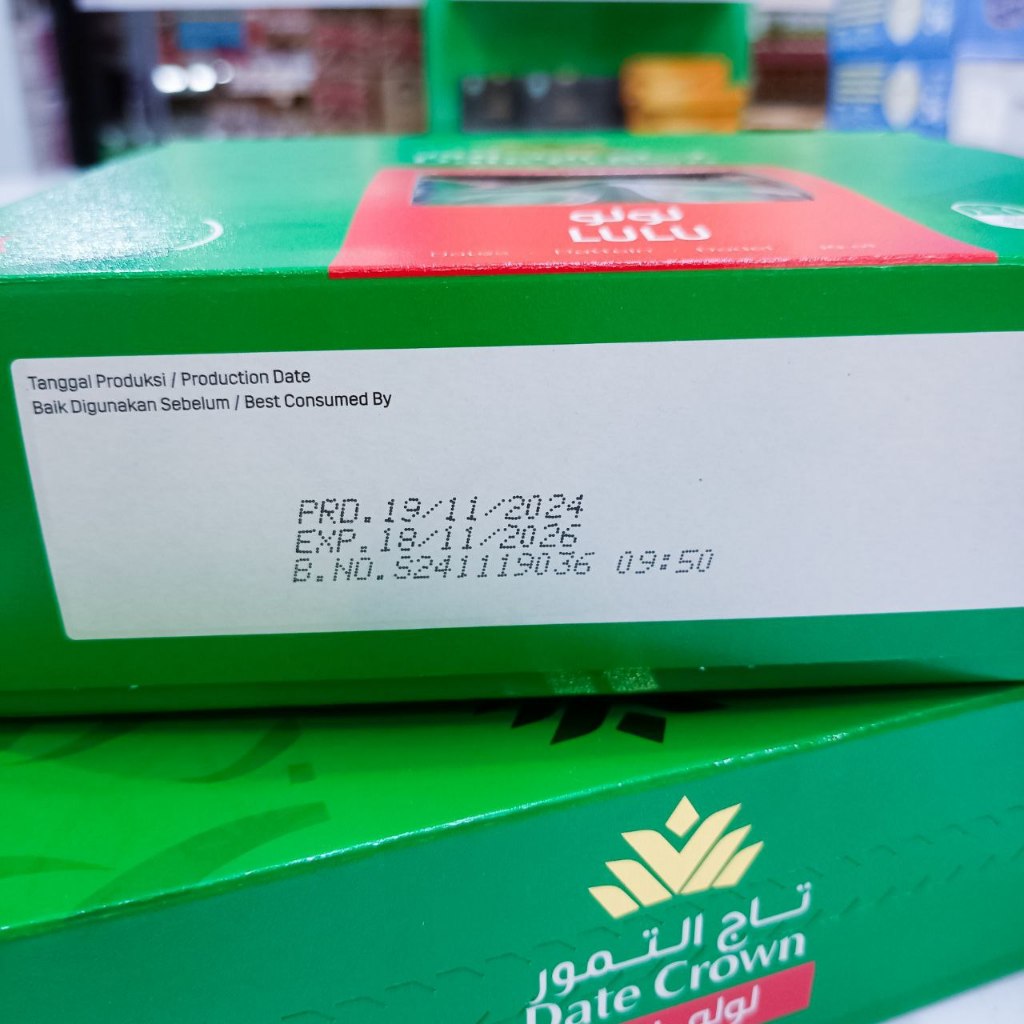 لولو
LULU
Tanggal Produksi / Production Date
Baik Digunakan Sebelum / Best Consumed By
PRD.19/11/2024
EXP.18/11/2026
B.NO.S241119036 09:50
تاج التمور
Date Crown
لولو